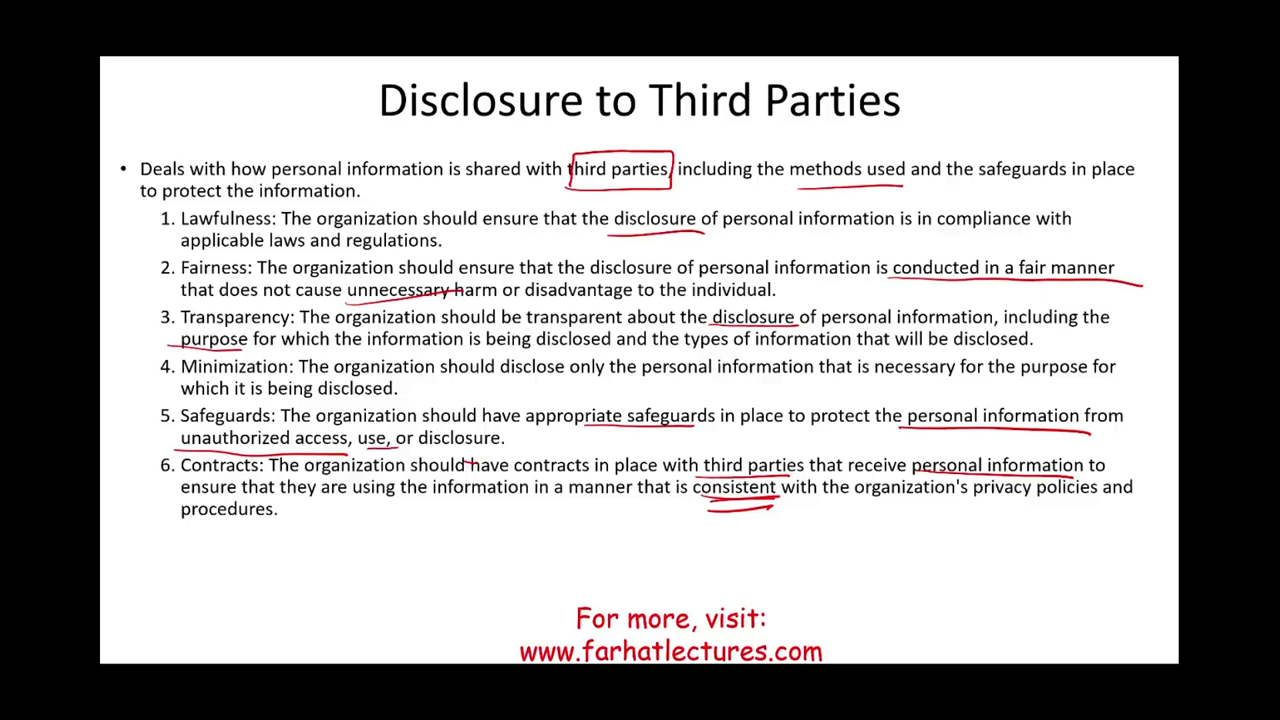 Disclosure to Third Parties
• Deals with how personal information is shared with third parties, including the methods used and the safeguards in place
to protect the information.
1. Lawfulness: The organization should ensure that the disclosure of personal information is in compliance with
applicable laws and regulations.
2. Fairness: The organization should ensure that the disclosure of personal information is conducted in a fair manner
that does not cause unnecessary harm or disadvantage to the individual.
3. Transparency: The organization should be transparent about the disclosure of personal information, including the
purpose for which the information is being disclosed and the types of information that will be disclosed.
4. Minimization: The organization should disclose only the personal information that is necessary for the purpose for
which it is being disclosed.
5. Safeguards: The organization should have appropriate safeguards in place to protect the personal information from
unauthorized access, use, or disclosure.
6. Contracts: The organization should have contracts in place with third parties that receive personal information to
ensure that they are using the information in a manner that is consistent with the organization's privacy policies and
procedures.
For more, visit:
www.farhatlectures.com